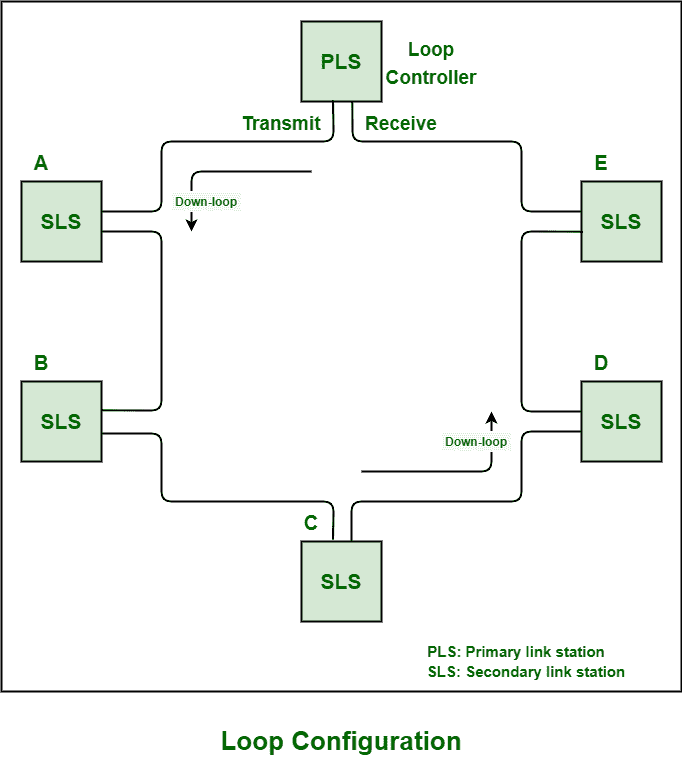 PLS
Loop
Controller
Transmit
Receive
A
E
Down-loop
SLS
SLS
B
D
SLS
SLS
Down-loop
C
SLS
PLS: Primary link station
SLS: Secondary link station
Loop Configuration